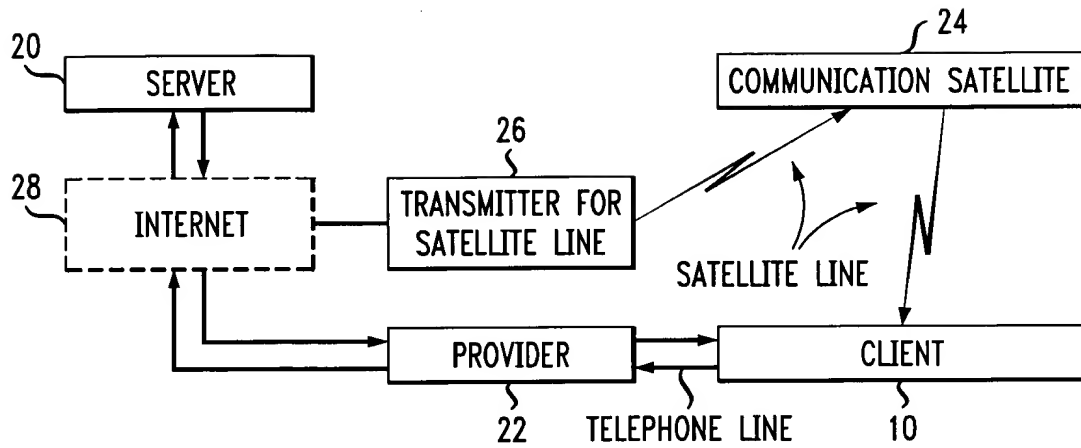 20
SERVER
24
COMMUNICATION SATELLITE
26
28
INTERNET
TRANSMITTER FOR
SATELLITE LINE
SATELLITE LINE
PROVIDER
CLIENT
22
TELEPHONE LINE
10